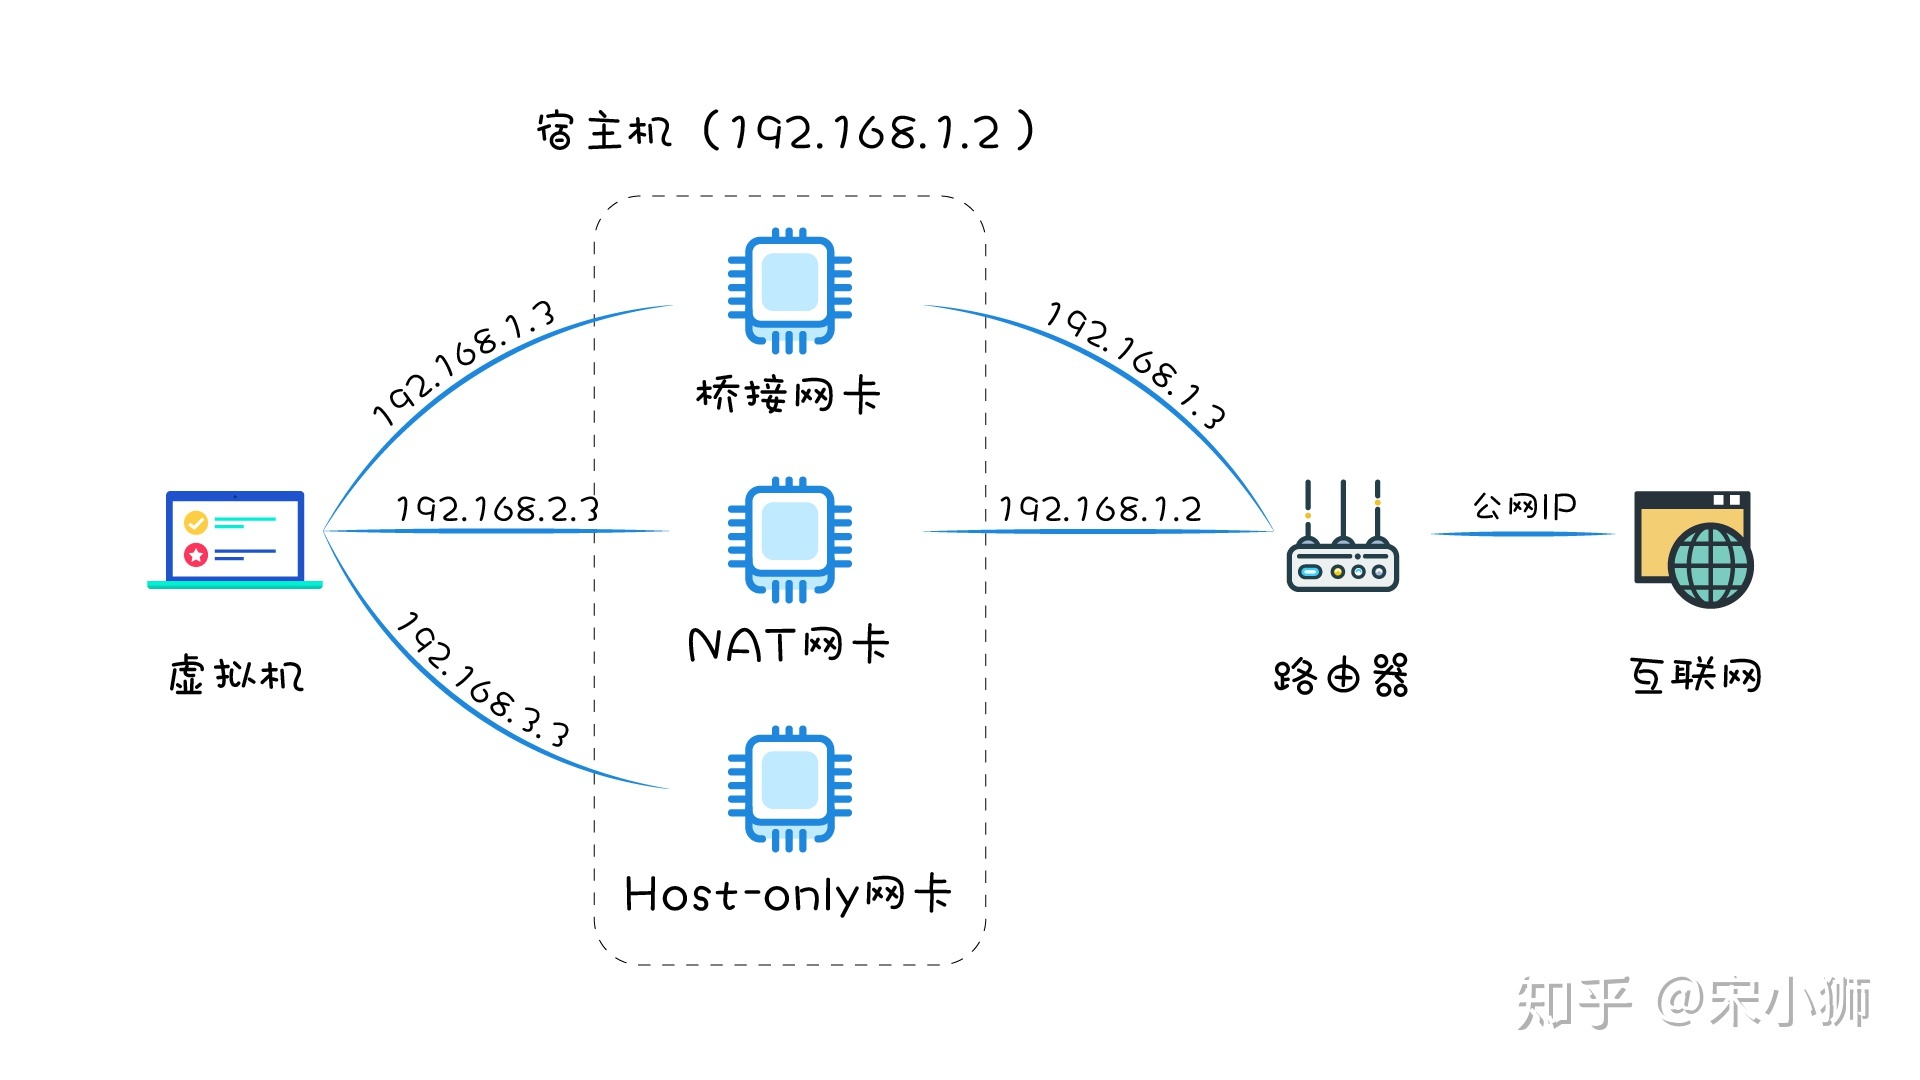 宿主机（192.168.1.2）
192.168.1.3
192.168.1.3
桥接网卡
192.168.2.3
192.168.1.2
公网IP
NAT网卡
虚拟机
路由器
互联网
192.168.3.3
Host-only网卡
知乎 @宋小狮